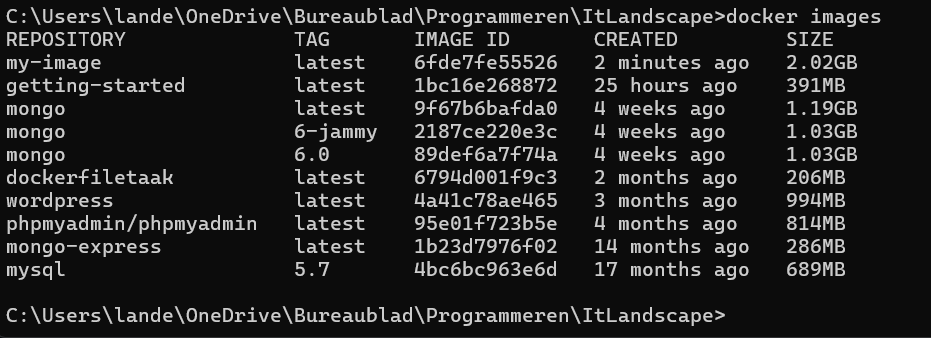 C:\Users\lande\OneDrive\Bureaublad\Programmeren\ItLandscape>docker images
REPOSITORY TAG IMAGE ID CREATED SIZE
my-image latest 6fde7fe55526 2 minutes ago 2.02GB
getting-started latest 1bc16e268872 25 hours ago 391MB
mongo latest 9f67b6bafda0 4 weeks ago 1.19GB
mongo 6-jammy 2187ce220e3c 4 weeks ago 1.03GB
mongo 6.0 89def6a7f74a 4 weeks ago 1.03GB
dockerfiletaak latest 6794d001f9c3 2 months ago 206MB
wordpress latest 4a41c78ae465 3 months ago 994MB
phpmyadmin/phpmyadmin latest 95e01f723b5e 4 months ago 814MB
mongo-express latest 1b23d7976f02 14 months ago 286MB
mysql 5.7 4bc6bc963e6d 17 months ago 689MB
C:\Users\lande\OneDrive\Bureaublad\Programmeren\ItLandscape>